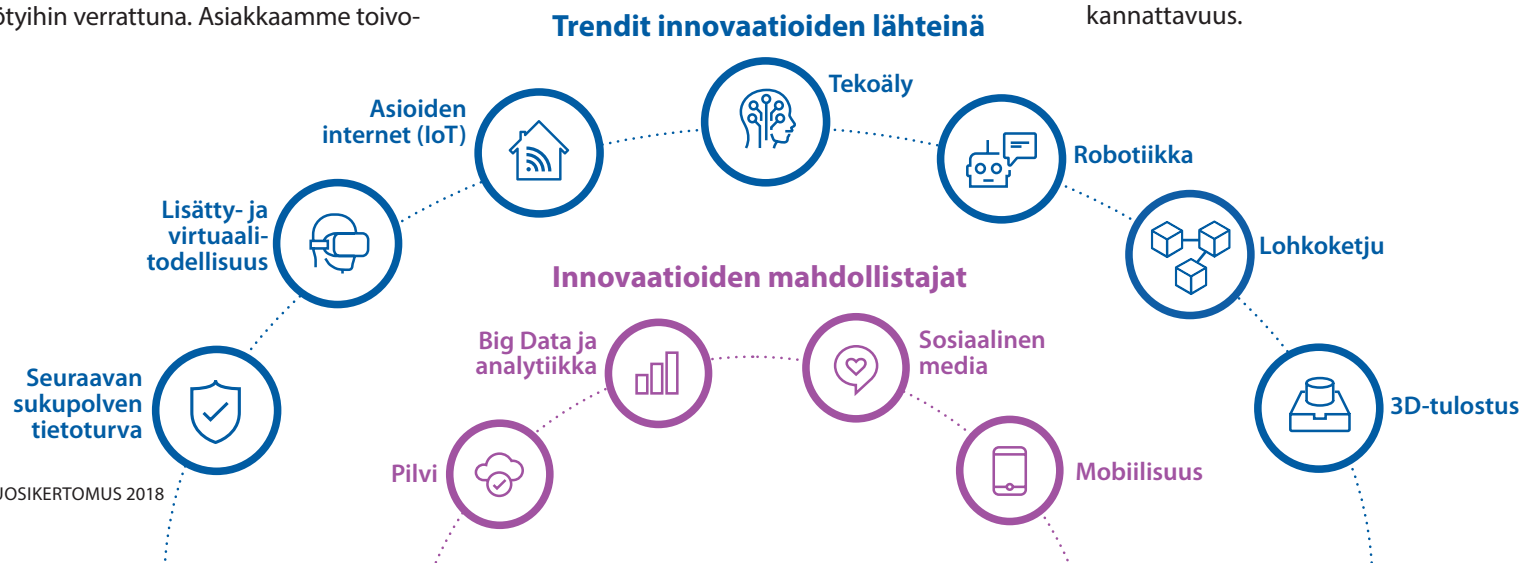 ötyihin verrattuna. Asiakkaamme toivo-
kannattavuus.
Trendit innovaatioiden lähteinä
Seuraavan
sukupolven
tietoturva
Lisätty- ja
virtuaali-
todellisuus
Asioiden
internet (IoT)
Tekoäly
Robotiikka
Lohkoketju
3D-tulostus
Innovaatioiden mahdollistajat
Pilvi
Big Data ja
analytiikka
Sosiaalinen
media
Mobiilisuus
UOSIKERTOMUS 2018